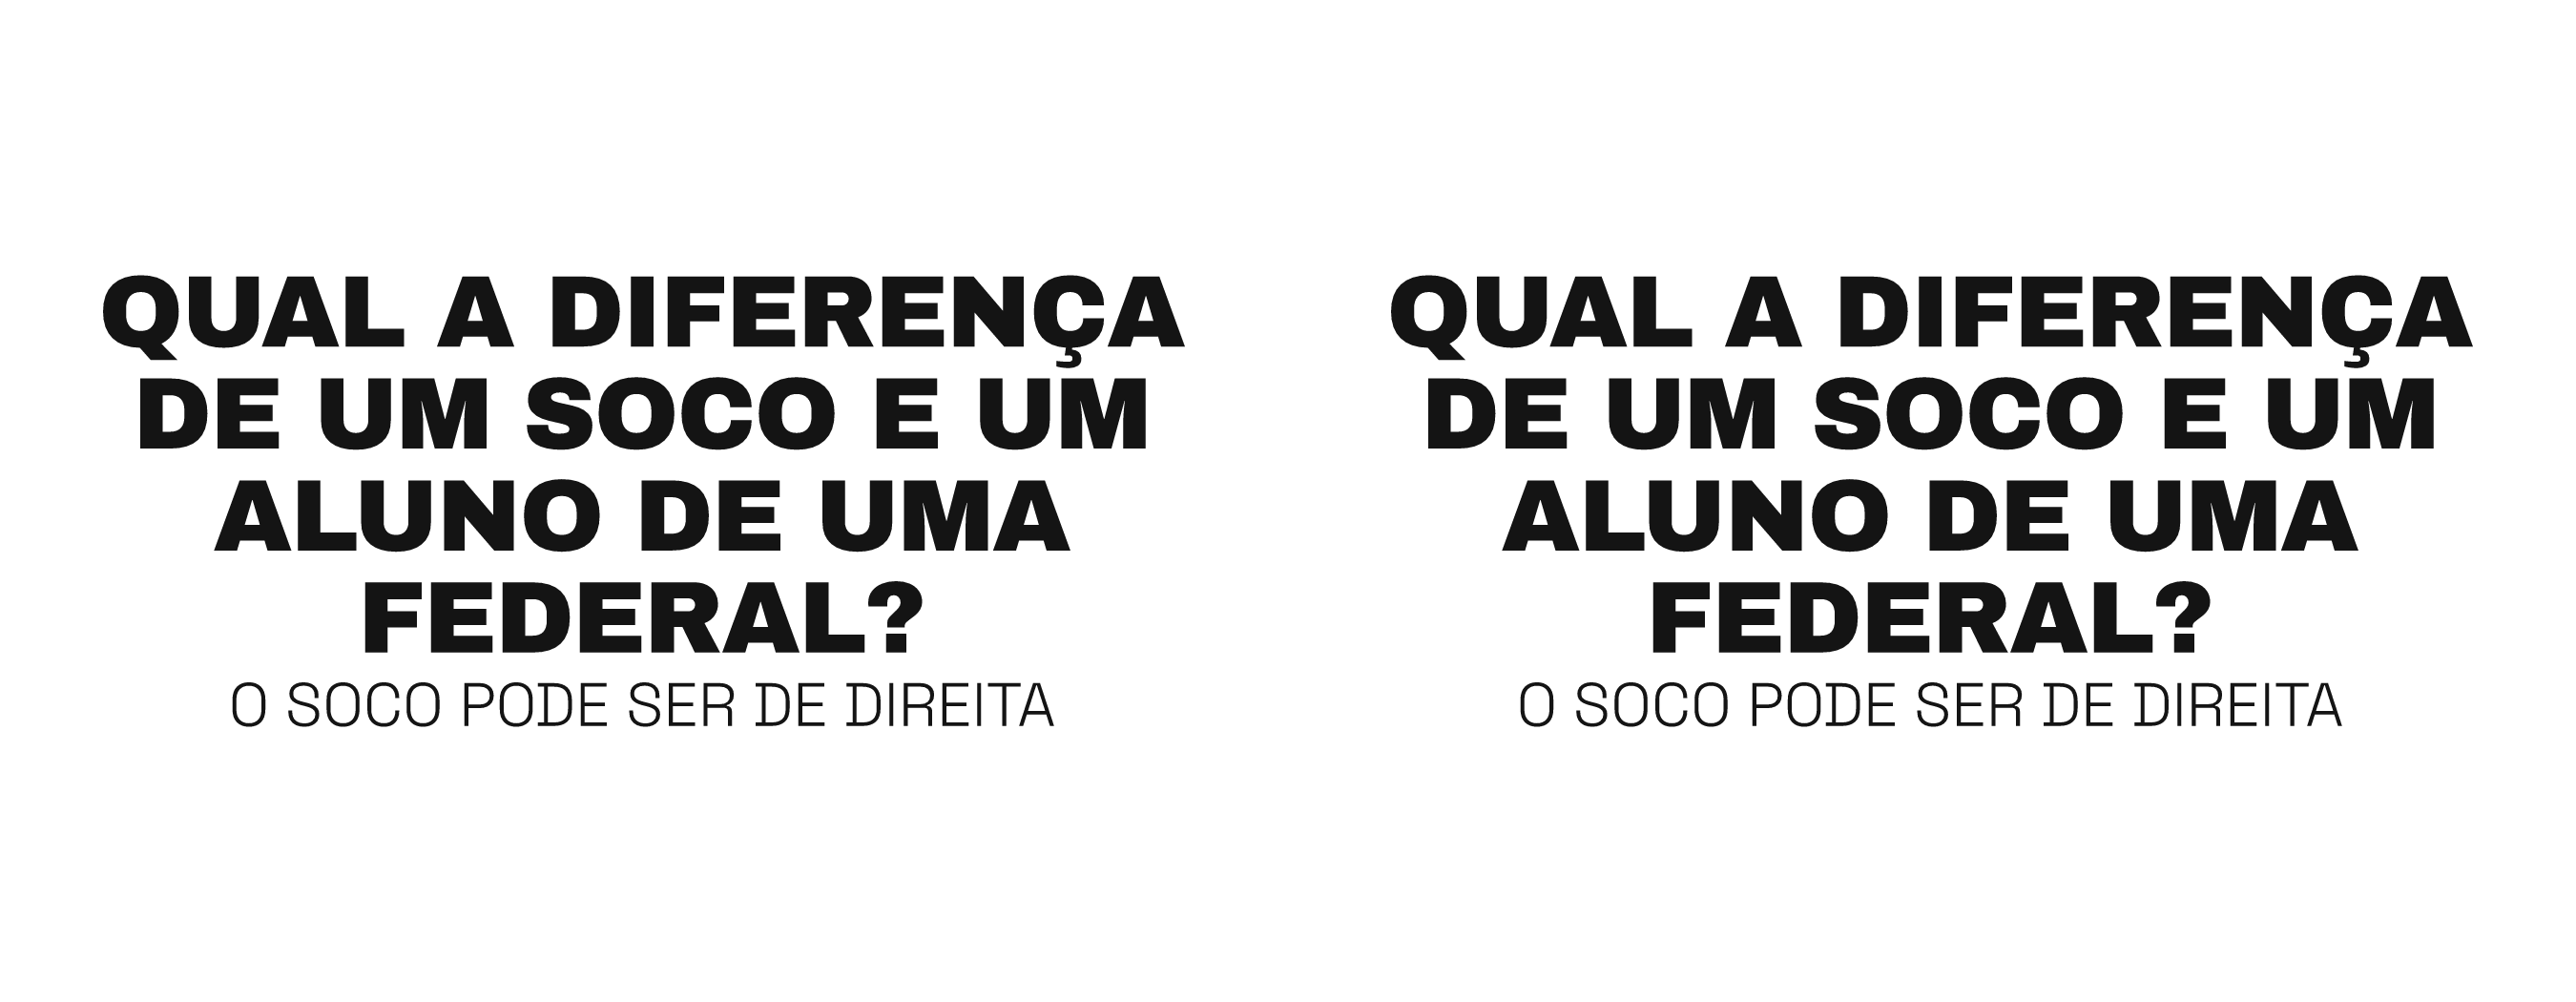 QUAL A DIFERENÇA
DE UM SOCO E UM
ALUNO DE UMA
FEDERAL?
O SOCO PODE SER DE DIREITA
QUAL A DIFERENÇA
DE UM SOCO E UM
ALUNO DE UMA
FEDERAL?
O SOCO PODE SER DE DIREITA